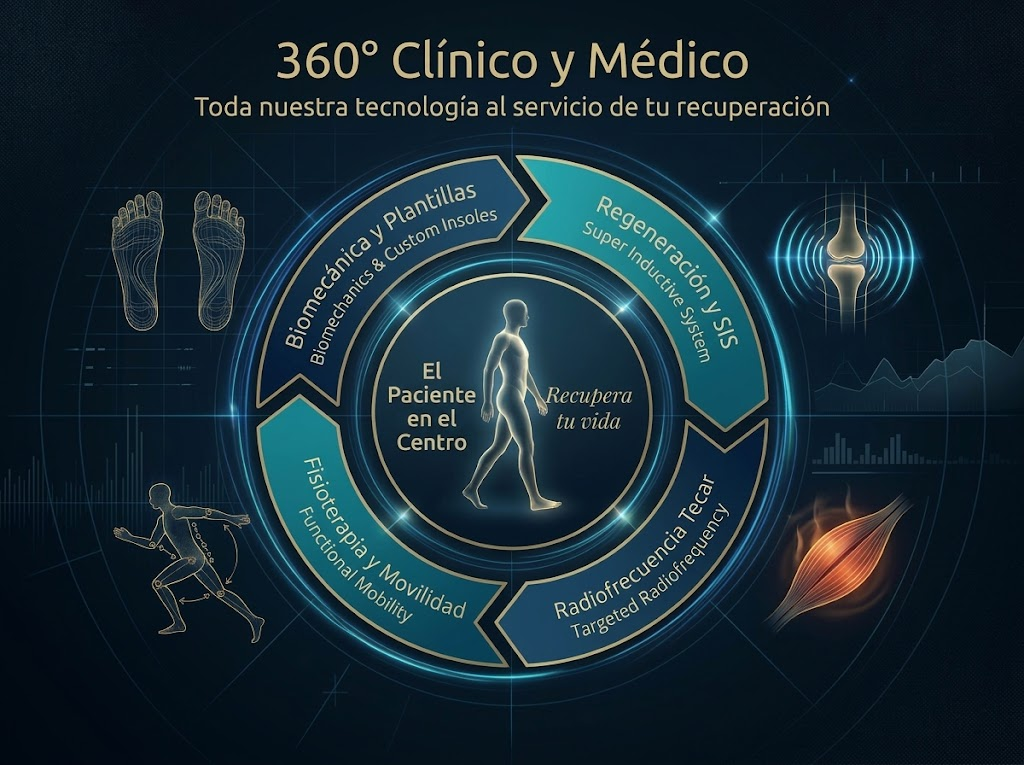 360° Clínico y Médico
Toda nuestra tecnología al servicio de tu recuperación
Biomecánica y Plantillas
Biomechanics & Custom Insoles
Regeneración y SIS
Super Inductive System
El
Paciente
en el
Centro
Recupera
tu vida
Fisioterapia y Movilidad
Functional Mobility
Radiofrecuencia Tecar
Targeted Radiofrequency